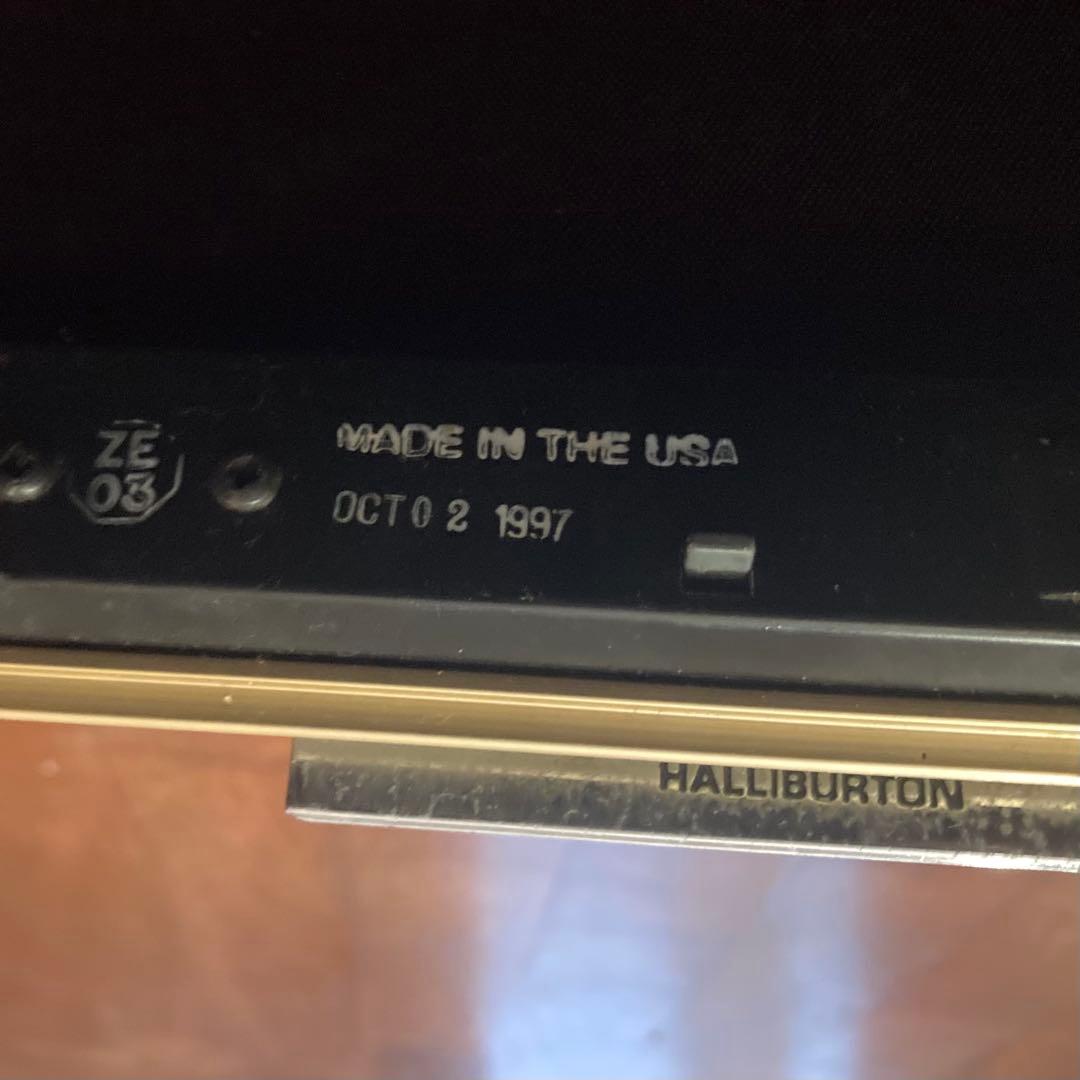 ZE
03
MADE IN THE USA
OCT 0 2 1997
HALLIBURTON